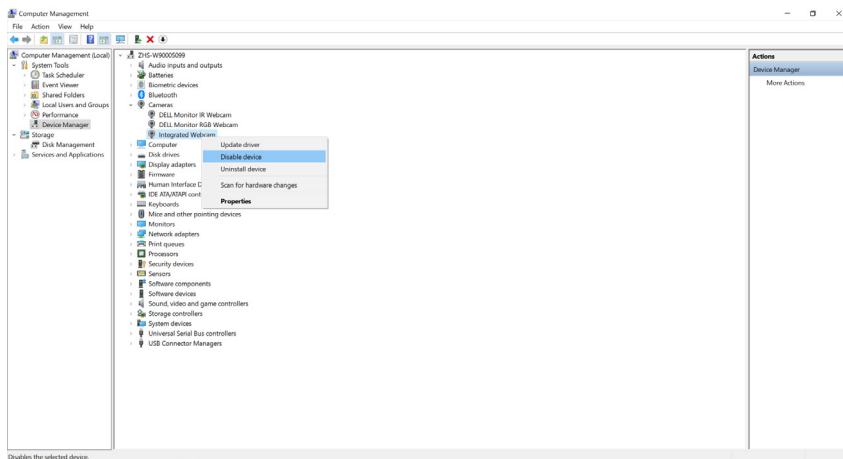 Computer Management
File Action View Help
Computer Management (Local)
System Tools
Task Scheduler
Event Viewer
Shared Folders
Local Users and Groups
Performance
Device Manager
Storage
Disk Management
Services and Applications
ZHS-W90005099
Audio inputs and outputs
Batteries
Biometric devices
Bluetooth
Cameras
DELL Monitor IR Webcam
DELL Monitor RGB Webcam
Integrated Webcam
Computer
Disk drives
Display adapters
Firmware
Human Interface D
IDE ATA/ATAPI cont
Keyboards
Mice and other pointing devices
Monitors
Network adapters
Print queues
Processors
Security devices
Sensors
Software components
Software devices
Sound, video and game controllers
Storage controllers
System devices
Universal Serial Bus controllers
USB Connector Managers
Update driver
Disable device
Uninstall device
Scan for hardware changes
Properties
Actions
Device Manager
More Actions
Disables the selected device.